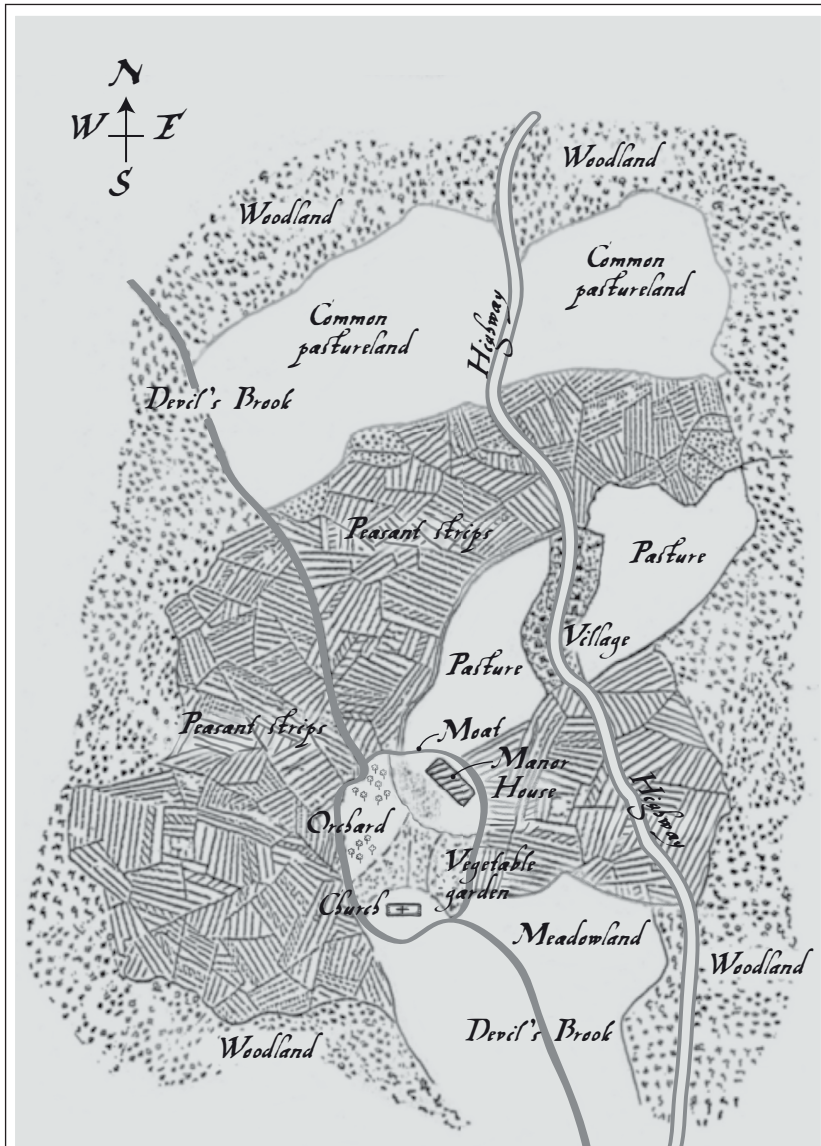 N
W E
S
Woodland
Woodland
Common
pastureland
Common
pastureland
Highway
Devil's Brook
Peasant strips
Pasture
Village
Pasture
Peasant strips
Moat
Manor
House
Highway
Orchard
Vegetable
garden
Church
Meadowland
Woodland
Devil's Brook
Woodland